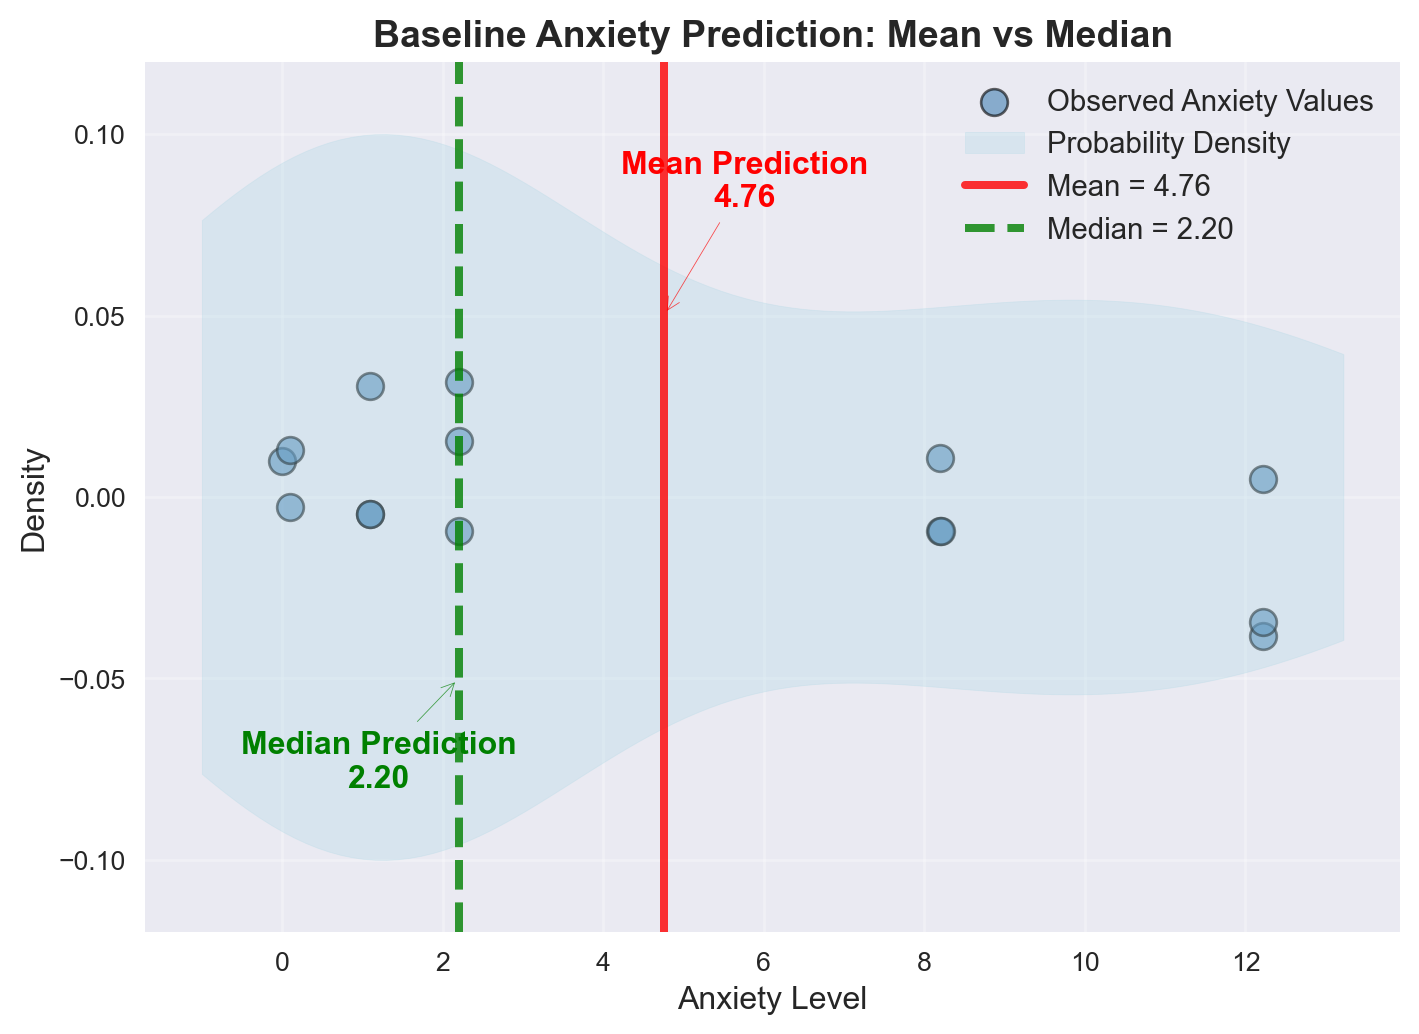 Baseline Anxiety Prediction: Mean vs Median
Observed Anxiety Values
Probability Density
Mean = 4.76
Median = 2.20
Mean Prediction
4.76
Median Prediction
2.20
Density
0.10
0.05
0.00
−0.05
−0.10
0 2 4 6 8 10 12
Anxiety Level